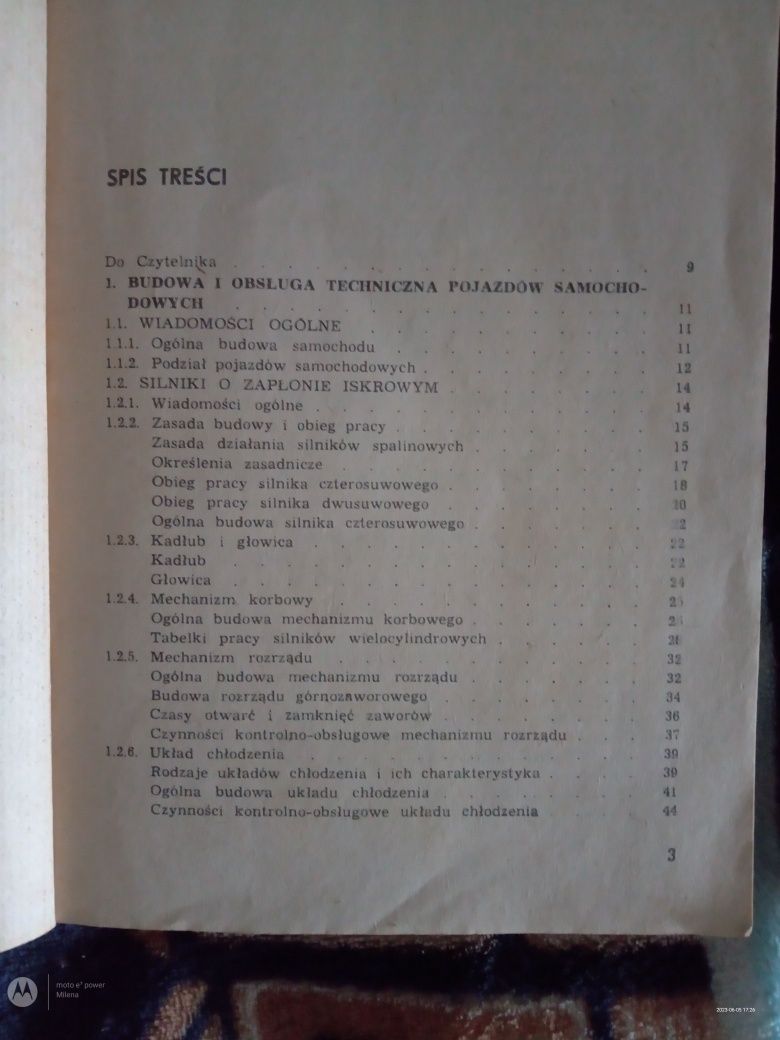 SPIS TREŚCI
Do Czytelnika . . . . . . . . . . . . . . . . 9
1. BUDOWA I OBSŁUGA TECHNICZNA POJAZDÓW SAMOCHO-
DOWYCH . . . . . . . . . . . . . . . . 11
1.1. WIADOMOŚCI OGÓLNE . . . . . . . . . . . 11
1.1.1. Ogólna budowa samochodu . . . . . . . . . . 11
1.1.2. Podział pojazdów samochodowych . . . . . . . . . 12
1.2. SILNIKI O ZAPŁONIE ISKROWYM . . . . . . . . 14
1.2.1. Wiadomości ogólne . . . . . . . . . . . . . 14
1.2.2. Zasada budowy i obieg pracy . . . . . . . . . . 15
Zasada działania silników spalinowych . . . . . . . 15
Określenia zasadnicze . . . . . . . . . . . . 17
Obieg pracy silnika czterosuwowego . . . . . . . . 18
Obieg pracy silnika dwusuwowego . . . . . . . . 20
Ogólna budowa silnika czterosuwowego . . . . . . . 22
1.2.3. Kadłub i głowica . . . . . . . . . . . . . 22
Kadłub . . . . . . . . . . . . . . . . 22
Głowica . . . . . . . . . . . . . . . . 24
1.2.4. Mechanizm korbowy . . . . . . . . . . . .
Ogólna budowa mechanizmu korbowego . . . . . . .
Tabelki pracy silników wielocylindrowych . . . . . . 28
1.2.5. Mechanizm rozrządu . . . . . . . . . . . . 32
Ogólna budowa mechanizmu rozrządu . . . . . . . 32
Budowa rozrządu górnozaworowego . . . . . . . . 34
Czasy otwarć i zamknięć zaworów . . . . . . . . 36
Czynności kontrolno-obsługowe mechanizmu rozrządu . . . 37
1.2.6. Układ chłodzenia . . . . . . . . . . . . . 39
Rodzaje układów chłodzenia i ich charakterystyka . . . . 39
Ogólna budowa układu chłodzenia . . . . . . . . 41
Czynności kontrolno-obsługowe układu chłodzenia . . . . 44
3
moto e⁶ power
Milena
2023-06-05 17:26